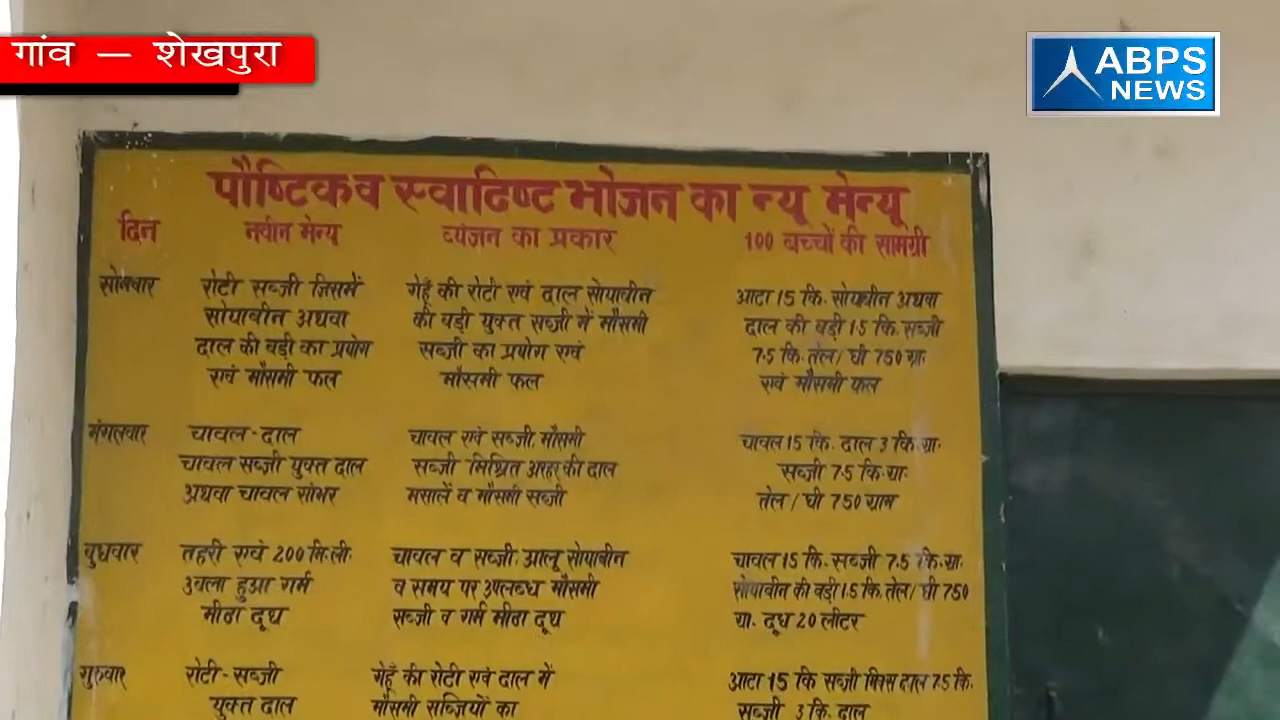 गांव – शेखपुरा
ABPS
NEWS
पौष्टिक व स्वादिष्ट भोजन का न्यू मेन्यू
दिन नवीन मेन्यू व्यंजन का प्रकार 100 बच्चों की सामग्री
सोमवार रोटी सब्जी जिसमें गेहूँ की रोटी एवं दाल सोयाबीन आटा 15 कि. सोयाबीन अथवा
सोयाबीन अथवा की बड़ी युक्त सब्जी में मौसमी दाल की बड़ी 1.5 कि. सब्जी
दाल की बड़ी का प्रयोग सब्जी का प्रयोग एवं 7.5 कि. तेल/घी 750 ग्रा.
एवं मौसमी फल मौसमी फल एवं मौसमी फल
मंगलवार चावल-दाल चावल एवं सब्जी, मौसमी चावल 15 कि. दाल 3 कि.ग्रा.
चावल सब्जी युक्त दाल सब्जी मिश्रित अरहर की दाल सब्जी 7.5 कि.ग्रा.
अथवा चावल सांभर मसालें व मौसमी सब्जी तेल/घी 750 ग्राम
बुधवार तहरी एवं 200 मि.ली. चावल व सब्जी, आलू सोयाबीन चावल 15 कि. सब्जी 7.5 कि.ग्रा.
उबला हुआ गर्म व समय पर उपलब्ध मौसमी सोयाबीन की बड़ी 1.5 कि. तेल/घी 750
मीठा दूध सब्जी व गर्म मीठा दूध ग्रा. दूध 20 लीटर
गुरुवार रोटी-सब्जी गेहूँ की रोटी एवं दाल में आटा 15 कि सब्जी मिक्स दाल 7.5 कि.
युक्त दाल मौसमी सब्जियों का सब्जी 3 कि. दाल